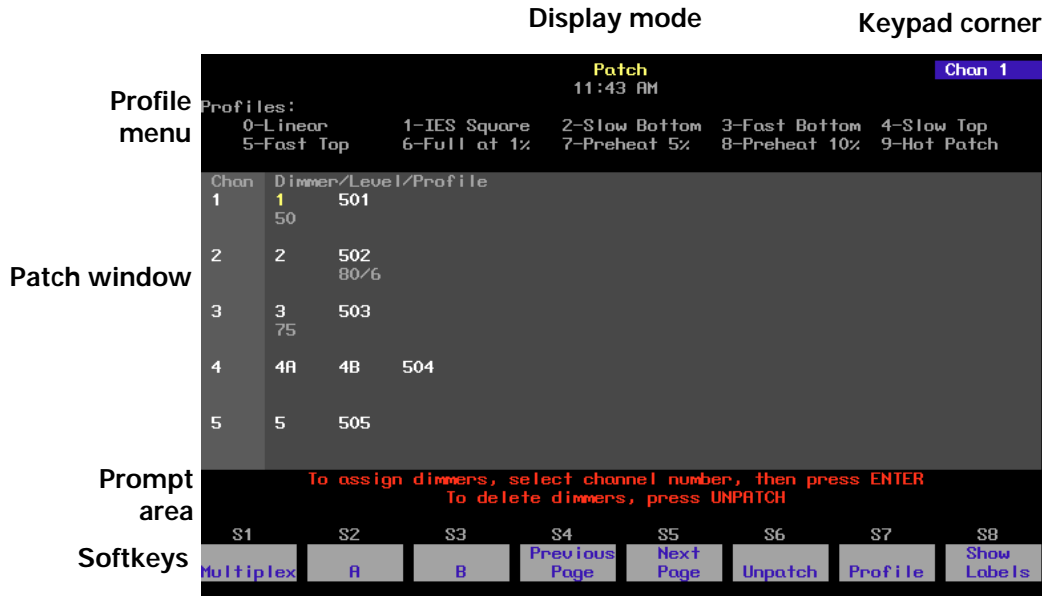 Display mode
Keypad corner
Patch
Chan 1
11:43 AM
Profile menu
Profiles:
0-Linear 1-IES Square 2-Slow Bottom 3-Fast Bottom 4-Slow Top
5-Fast Top 6-Full at 1% 7-Preheat 5% 8-Preheat 10% 9-Hot Patch
Chan Dimmer/Level/Profile
1 1 501
50
Patch window
2 2 502
80/6
3 3 503
75
4 4A 4B 504
5 5 505
Prompt area
To assign dimmers, select channel number, then press ENTER
To delete dimmers, press UNPATCH
Softkeys
S1 S2 S3 S4 S5 S6 S7 S8
Previous Next Show
Multiplex A B Page Page Unpatch Profile Labels